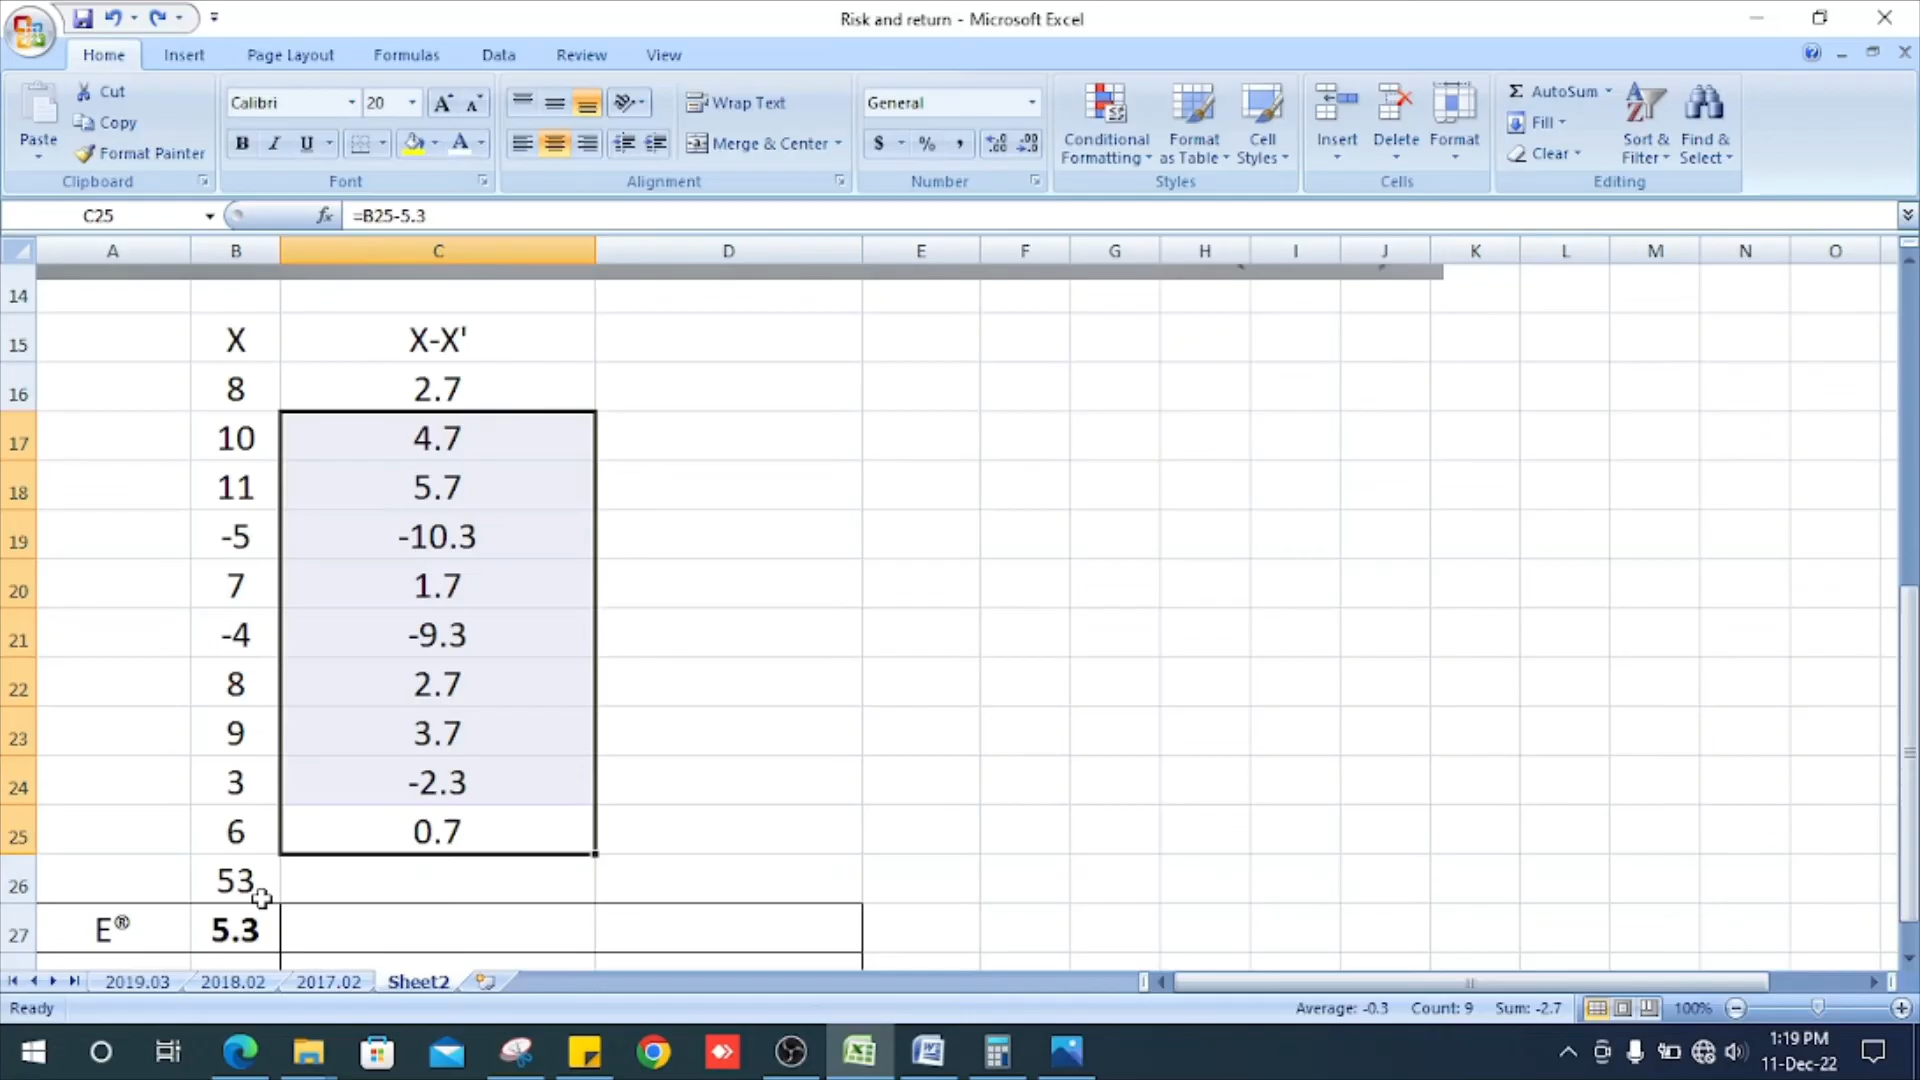 Risk and return - Microsoft Excel
Home Insert Page Layout Formulas Data Review View
Paste
Cut
Copy
Format Painter
Clipboard
Calibri 20
B I U
Font
Wrap Text
Merge & Center
Alignment
General
$ % ,
Number
Conditional Formatting
Format as Table
Cell Styles
Styles
Insert Delete Format
Cells
Σ AutoSum
Fill
Clear
Sort & Filter
Find & Select
Editing
C25 fx =B25-5.3
A B C D E F G H I J K L M N O
14
15 X X-X'
16 8 2.7
17 10 4.7
18 11 5.7
19 -5 -10.3
20 7 1.7
21 -4 -9.3
22 8 2.7
23 9 3.7
24 3 -2.3
25 6 0.7
26 53
27 E® 5.3
2019.03 2018.02 2017.02 Sheet2
Ready Average: -0.3 Count: 9 Sum: -2.7 100%
1:19 PM
11-Dec-22